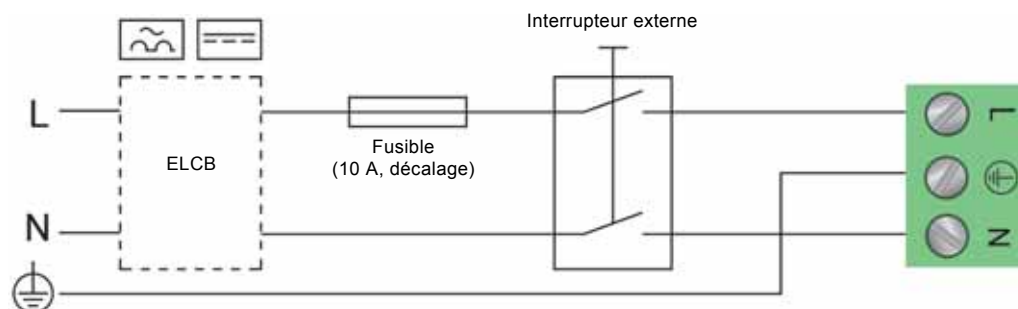 Interrupteur externe
L
ELCB
Fusible
(10 A, décalage)
N
L
N